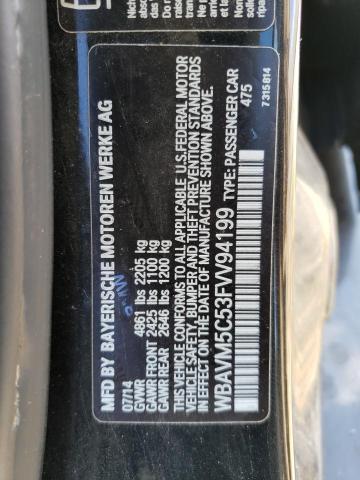 MFD BY BAYERISCHE MOTOREN WERKE AG
07/14
GVWR 4861 lbs 2205 kg
GAWR FRONT 2425 lbs 1100 kg
GAWR REAR 2646 lbs 1200 kg
THIS VEHICLE CONFORMS TO ALL APPLICABLE U.S. FEDERAL MOTOR
VEHICLE SAFETY, BUMPER AND THEFT PREVENTION STANDARDS
IN EFFECT ON THE DATE OF MANUFACTURE SHOWN ABOVE.
WBAVM5C53FVV94199 TYPE: PASSENGER CAR
475
7 315 814